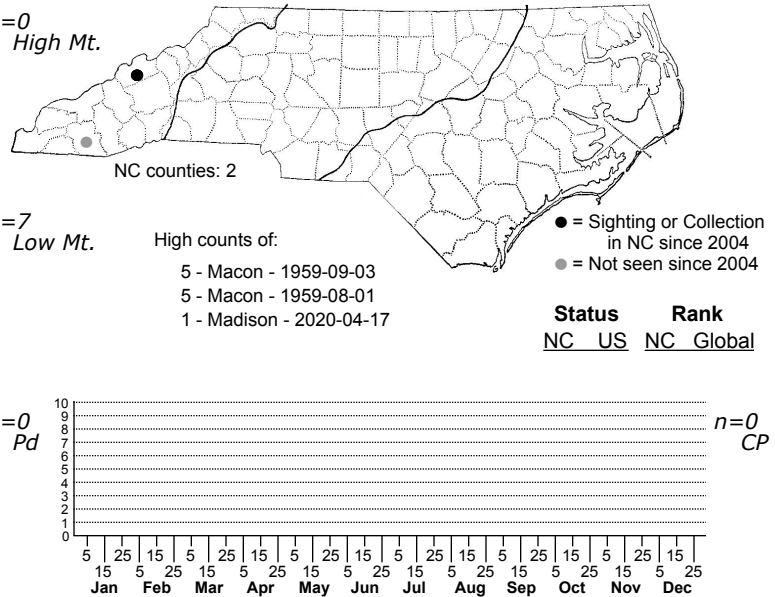 =0
High Mt.
NC counties: 2
=7
Low Mt.
High counts of:
5 - Macon - 1959-09-03
5 - Macon - 1959-08-01
1 - Madison - 2020-04-17
= Sighting or Collection
in NC since 2004
= Not seen since 2004
Status Rank
NC US NC Global
=0
Pd
n=0
CP
10
9
8
7
6
5
4
3
2
1
0
5 25 15 5 25 15 5 25 15 5 25 15 5 25 15 5 25 15
15 5 25 15 5 25 15 5 25 15 5 25 15 5 25 15 5 25
Jan Feb Mar Apr May Jun Jul Aug Sep Oct Nov Dec